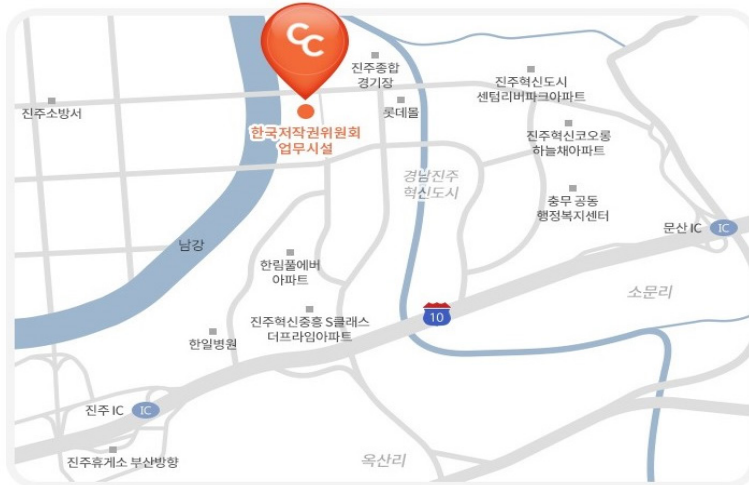 CC
진주종합
경기장
진주혁신도시
센텀리버파크아파트
진주소방서
롯데몰
한국저작권위원회
업무시설
진주혁신코오롱
하늘채아파트
경남진주
혁신도시
충무 공동
행정복지센터
문산 IC
IC
남강
한림풀에버
아파트
소문리
10
진주혁신중흥 S클래스
더프라임아파트
한일병원
진주 IC
IC
진주휴게소 부산방향
옥산리